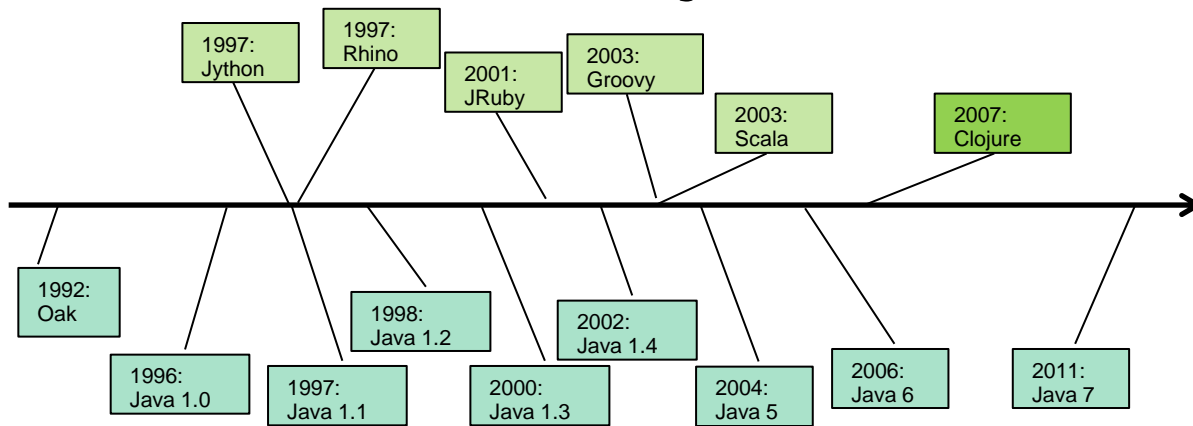 1997:
Jython
1997:
Rhino
2001:
JRuby
2003:
Groovy
2003:
Scala
2007:
Clojure
1992:
Oak
1996:
Java 1.0
1997:
Java 1.1
1998:
Java 1.2
2000:
Java 1.3
2002:
Java 1.4
2004:
Java 5
2006:
Java 6
2011:
Java 7